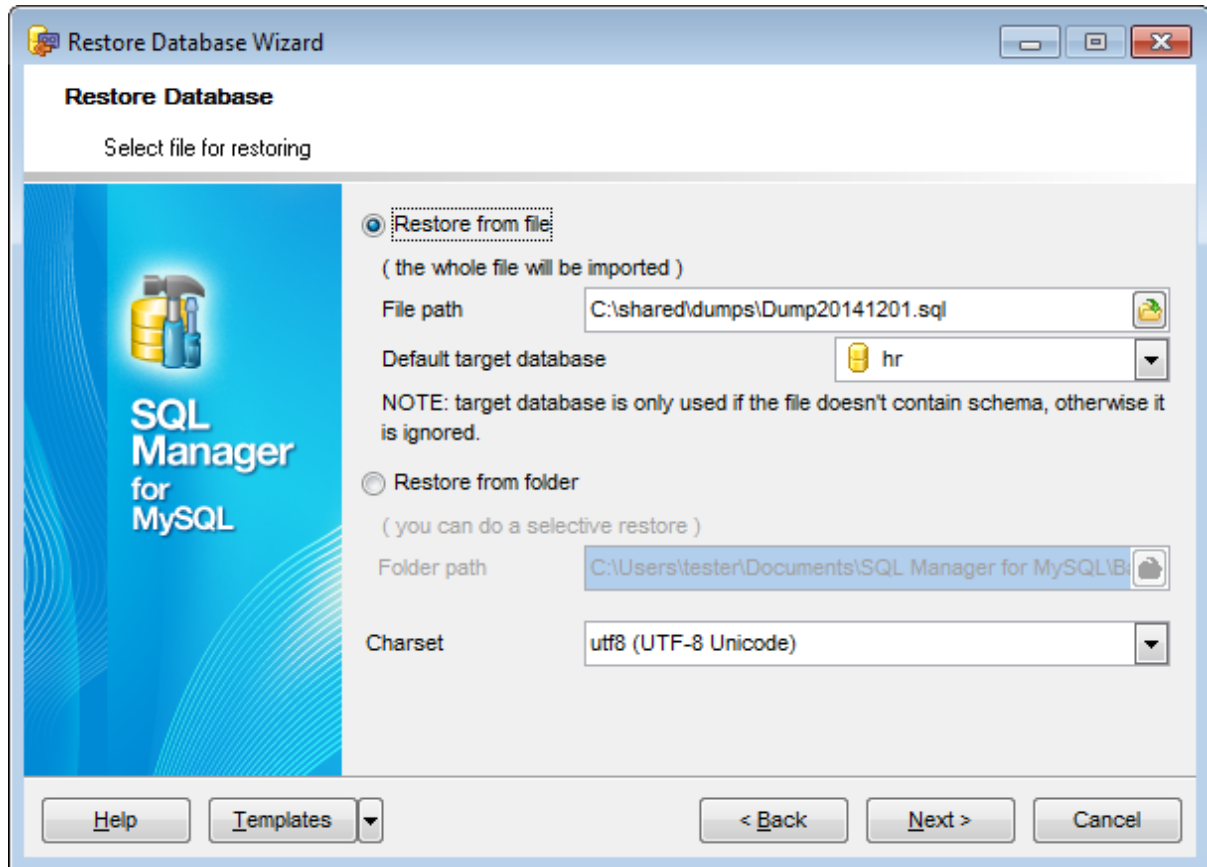 Restore Database Wizard
Restore Database
Select file for restoring
SQL
Manager
for
MySQL
Restore from file
( the whole file will be imported )
File path C:\shared\dumps\Dump20141201.sql
Default target database hr
NOTE: target database is only used if the file doesn't contain schema, otherwise it
is ignored.
Restore from folder
( you can do a selective restore )
Folder path C:\Users\tester\Documents\SQL Manager for MySQL\Ba
Charset utf8 (UTF-8 Unicode)
Help Templates < Back Next > Cancel